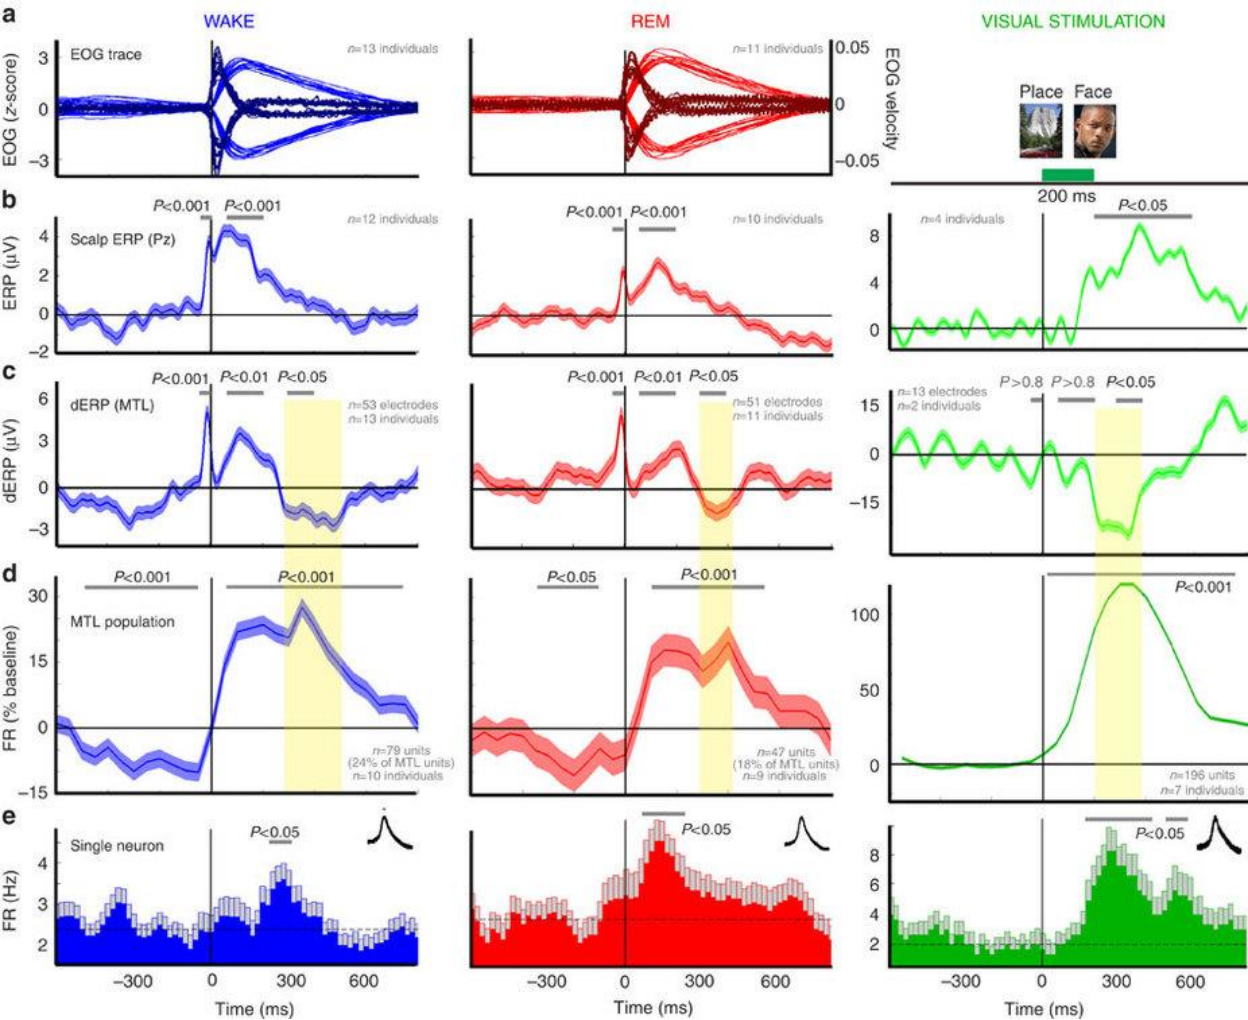 a
WAKE
REM
VISUAL STIMULATION
EOG trace
n=13 individuals
n=11 individuals
EOG (z-score)
3
0
−3
0.05
0
−0.05
EOG velocity
Place Face
200 ms
b
P<0.001 P<0.001
n=12 individuals
Scalp ERP (Pz)
ERP (µV)
4
2
0
−2
P<0.001 P<0.001
n=10 individuals
P<0.05
n=4 individuals
8
4
0
c
P<0.001 P<0.01 P<0.05
dERP (MTL)
n=53 electrodes
n=13 individuals
dERP (µV)
6
3
0
−3
P<0.001 P<0.01 P<0.05
n=51 electrodes
n=11 individuals
n=13 electrodes
n=2 individuals
P>0.8 P>0.8 P<0.05
15
0
−15
d
P<0.001 P<0.001
MTL population
FR (% baseline)
30
15
0
−15
n=79 units
(24% of MTL units)
n=10 individuals
P<0.05 P<0.001
n=47 units
(18% of MTL units)
n=9 individuals
P<0.001
100
50
0
n=196 units
n=7 individuals
e
Single neuron
P<0.05
FR (Hz)
4
3
2
P<0.05
P<0.05
8
6
4
2
−300 0 300 600
Time (ms)
−300 0 300 600
Time (ms)
−300 0 300 600
Time (ms)